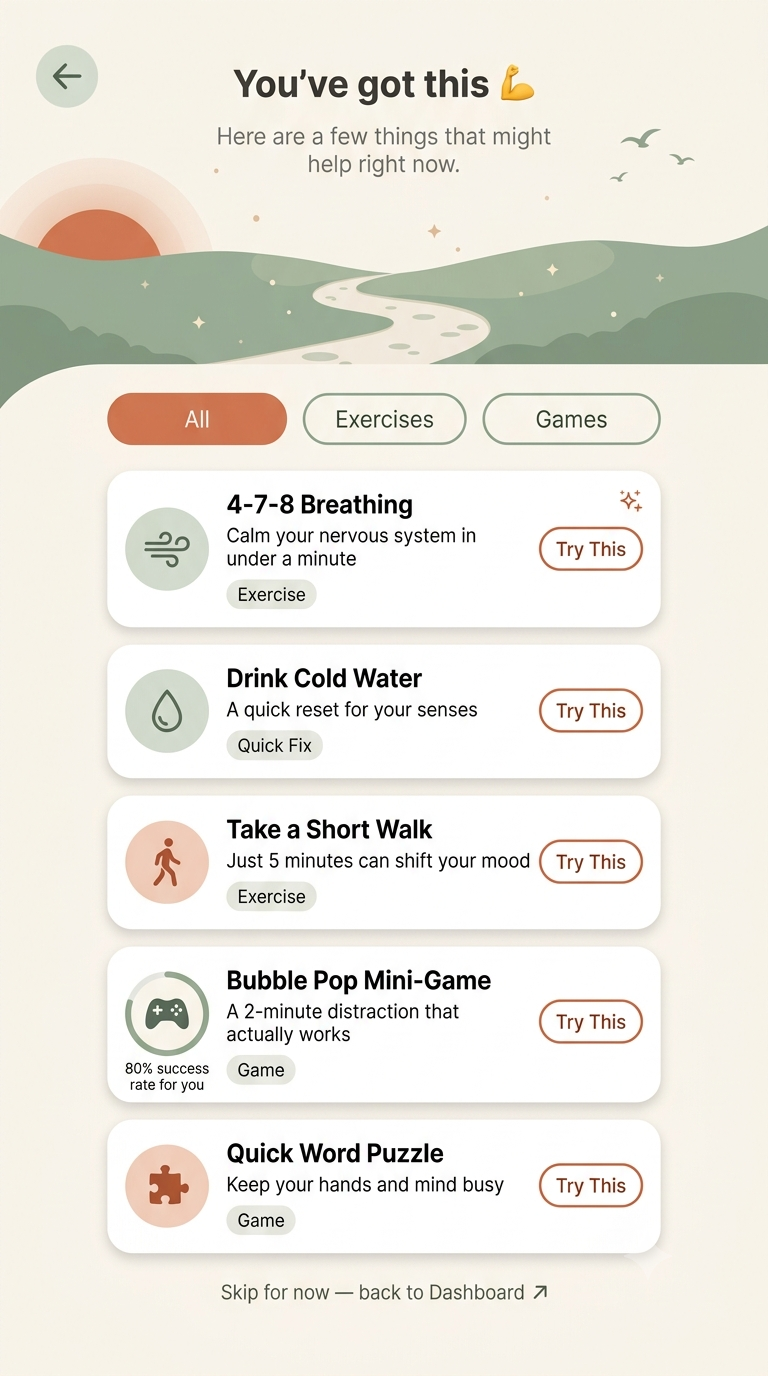 You’ve got this 💪
Here are a few things that might
help right now.
All
Exercises
Games
4-7-8 Breathing
Calm your nervous system in
under a minute
Exercise
Try This
Drink Cold Water
A quick reset for your senses
Quick Fix
Try This
Take a Short Walk
Just 5 minutes can shift your mood
Exercise
Try This
Bubble Pop Mini-Game
A 2-minute distraction that
actually works
Game
80% success
rate for you
Try This
Quick Word Puzzle
Keep your hands and mind busy
Game
Try This
Skip for now — back to Dashboard ↗